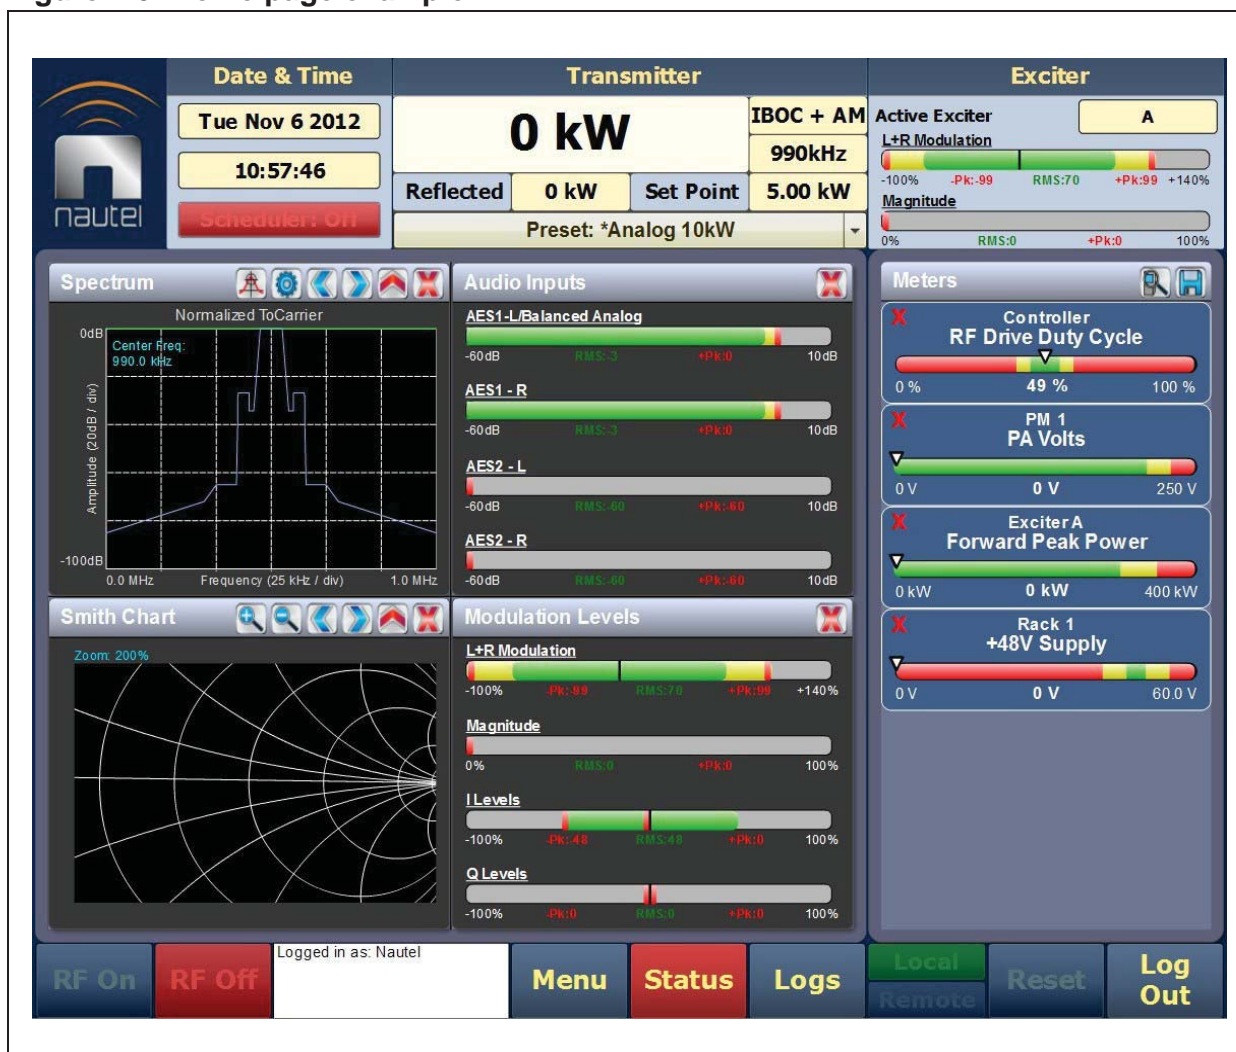 nautel
Date & Time
Tue Nov 6 2012
10:57:46
Scheduler: Off
Transmitter
0 kW
IBOC + AM
990kHz
Reflected 0 kW Set Point 5.00 kW
Preset: *Analog 10kW
Exciter
Active Exciter A
L+R Modulation
-100% -Pk:-99 RMS:70 +Pk:99 +140%
Magnitude
0% RMS:0 +Pk:0 100%
Spectrum
Normalized ToCarrier
0dB
Center Freq:
990.0 kHz
Amplitude (20dB / div)
-100dB
0.0 MHz Frequency (25 kHz / div) 1.0 MHz
Audio Inputs
AES1-L/Balanced Analog
-60dB RMS:-3 +Pk:0 10dB
AES1 - R
-60dB RMS:-3 +Pk:0 10dB
AES2 - L
-60dB RMS:-60 +Pk:-60 10dB
AES2 - R
-60dB RMS:-60 +Pk:-60 10dB
Smith Chart
Zoom: 200%
Modulation Levels
L+R Modulation
-100% -Pk:-99 RMS:70 +Pk:99 +140%
Magnitude
0% RMS:0 +Pk:0 100%
I Levels
-100% -Pk:-48 RMS:48 +Pk:0 100%
Q Levels
-100% -Pk:0 RMS:0 +Pk:0 100%
Meters
X Controller
RF Drive Duty Cycle
0 % 49 % 100 %
X PM 1
PA Volts
0 V 0 V 250 V
X Exciter A
Forward Peak Power
0 kW 0 kW 400 kW
X Rack 1
+48V Supply
0 V 0 V 60.0 V
RF On
RF Off
Logged in as: Nautel
Menu
Status
Logs
Local
Remote
Reset
Log
Out